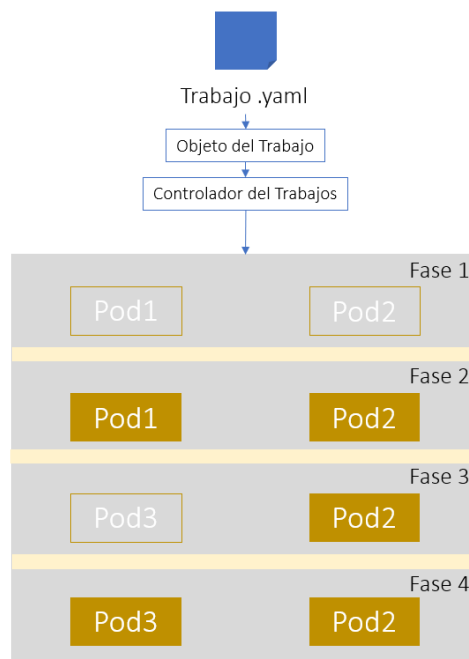 Trabajo .yaml
Objeto del Trabajo
Controlador del Trabajos
Fase 1
Pod1 Pod2
Fase 2
Pod1 Pod2
Fase 3
Pod3 Pod2
Fase 4
Pod3 Pod2